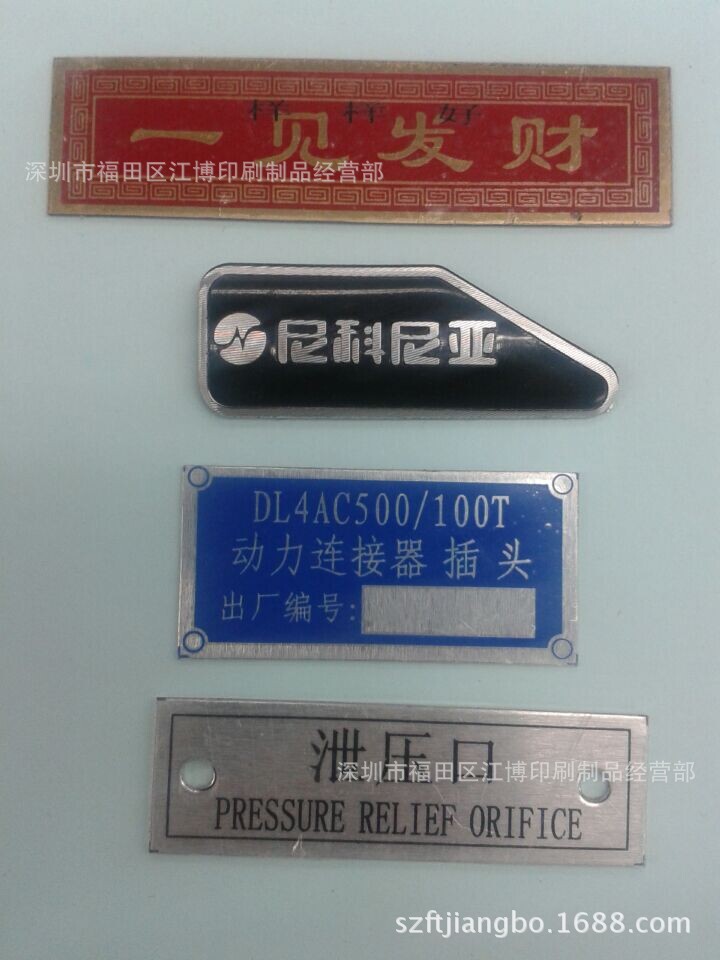 样 样 好
一见发财
深圳市福田区江博印刷制品经营部
尼科尼亚
DL4AC500/100T
动力连接器 插头
出厂编号:
泄压口
深圳市福田区江博印刷制品经营部
PRESSURE RELIEF ORIFICE
szftjiangbo.1688.com